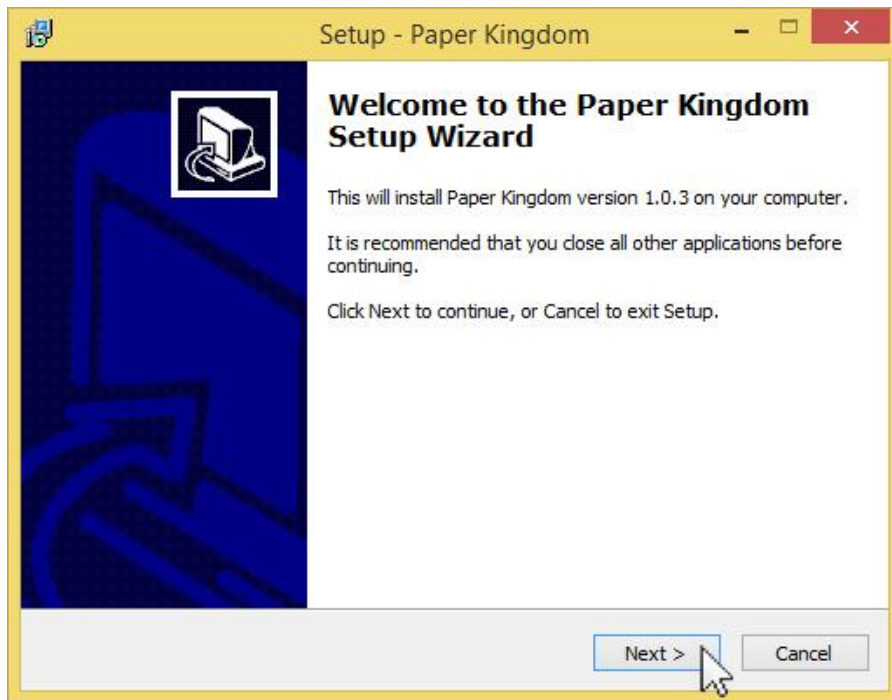 Setup - Paper Kingdom
Welcome to the Paper Kingdom
Setup Wizard
This will install Paper Kingdom version 1.0.3 on your computer.
It is recommended that you close all other applications before
continuing.
Click Next to continue, or Cancel to exit Setup.
Next >
Cancel